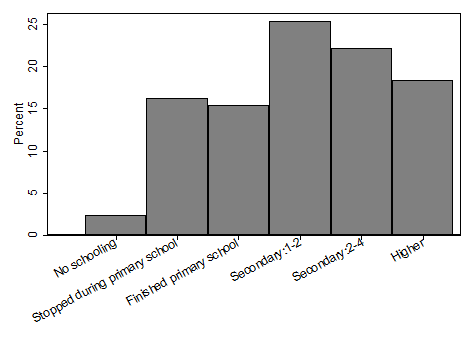 Percent
25
20
15
10
5
0
No schooling
Stopped during primary school
Finished primary school
Secondary:1-2
Secondary:2-4
Higher